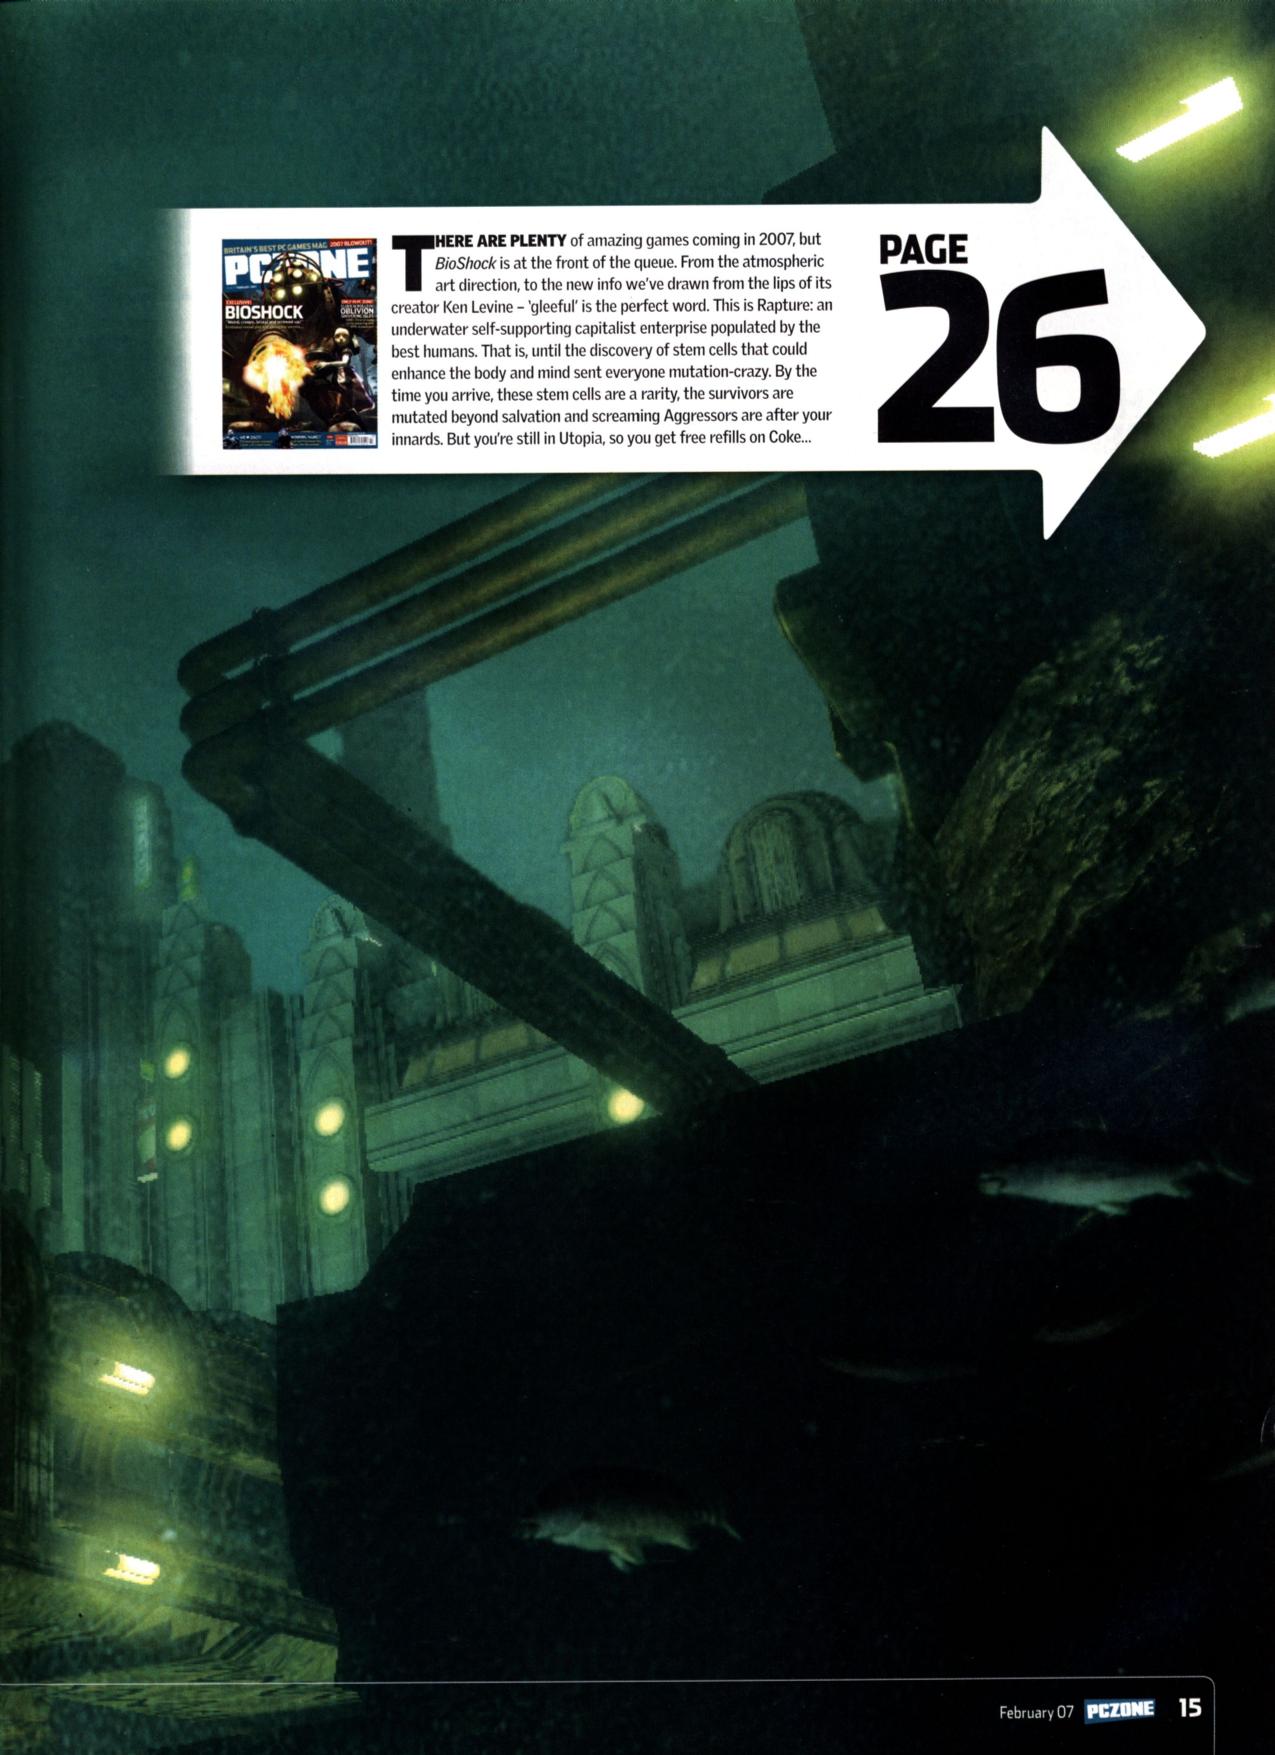 BRITAIN'S BEST PC GAMES MAG 2007 BLOWOUT!
PCZONE
BIOSHOCK
OBLIVION
THERE ARE PLENTY of amazing games coming in 2007, but
BioShock is at the front of the queue. From the atmospheric
art direction, to the new info we've drawn from the lips of its
creator Ken Levine – 'gleeful' is the perfect word. This is Rapture: an
underwater self-supporting capitalist enterprise populated by the
best humans. That is, until the discovery of stem cells that could
enhance the body and mind sent everyone mutation-crazy. By the
time you arrive, these stem cells are a rarity, the survivors are
mutated beyond salvation and screaming Aggressors are after your
innards. But you're still in Utopia, so you get free refills on Coke...
PAGE
26
February 07 PCZONE 15